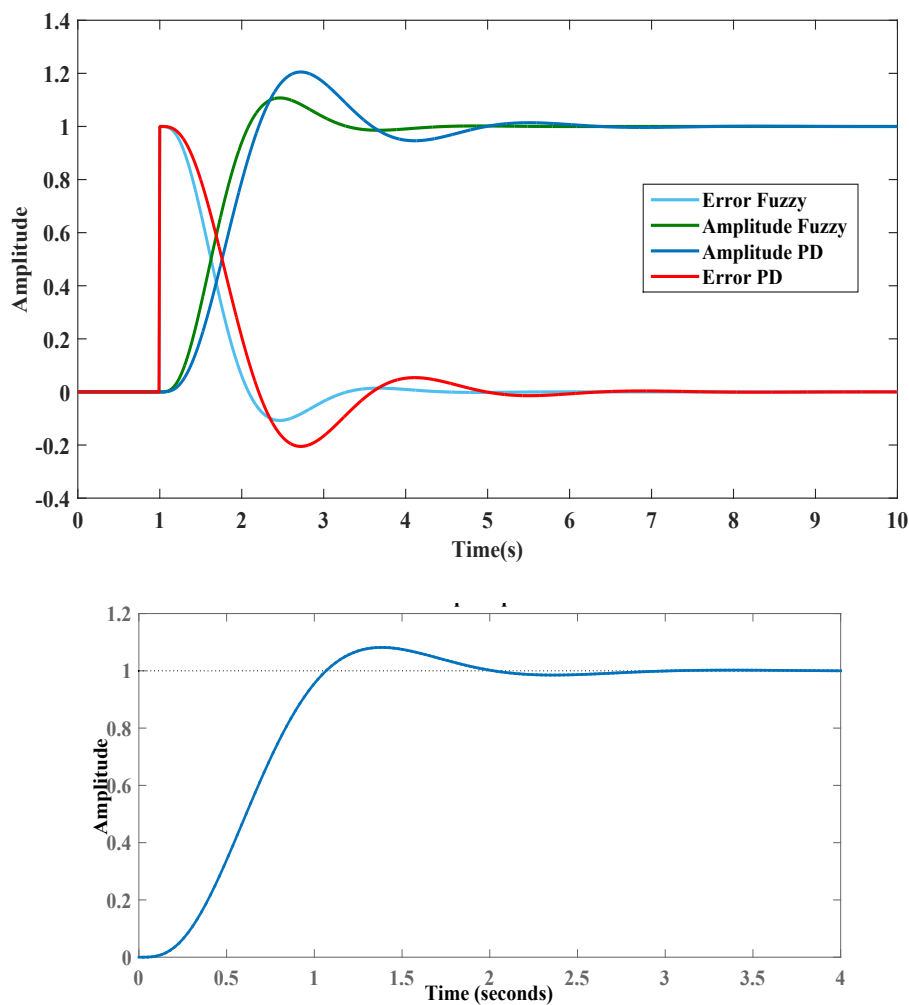 1.4
1.2
1
0.8
0.6
0.4
0.2
0
-0.2
-0.4
Amplitude
Error Fuzzy
Amplitude Fuzzy
Amplitude PD
Error PD
0 1 2 3 4 5 6 7 8 9 10
Time(s)
1.2
1
0.8
0.6
0.4
0.2
0
Amplitude
0 0.5 1 1.5 2 2.5 3 3.5 4
Time (seconds)